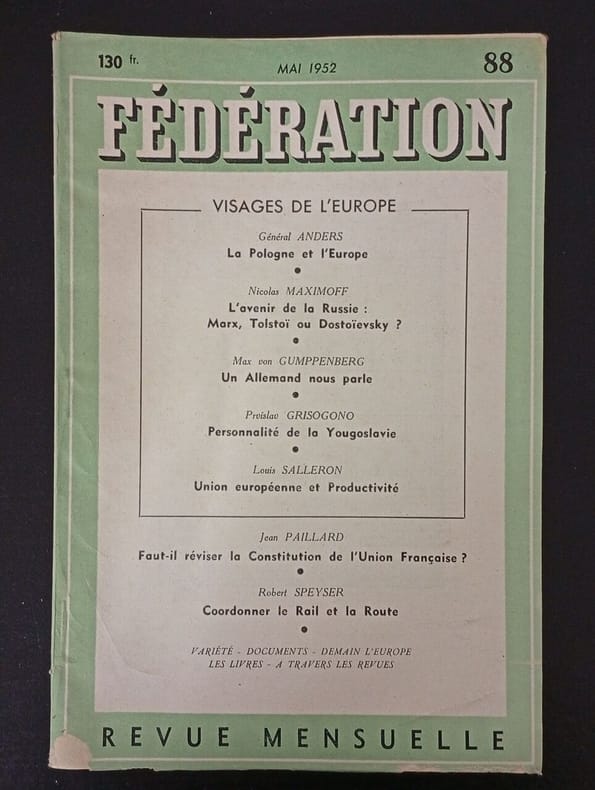 130 fr.
MAI 1952
88
FÉDÉRATION
VISAGES DE L'EUROPE
Général ANDERS
La Pologne et l'Europe
Nicolas MAXIMOFF
L'avenir de la Russie :
Marx, Tolstoï ou Dostoïevsky ?
Max von GUMPPENBERG
Un Allemand nous parle
Prvislav GRISOGONO
Personnalité de la Yougoslavie
Louis SALLERON
Union européenne et Productivité
Jean PAILLARD
Faut-il réviser la Constitution de l'Union Française ?
Robert SPEYSER
Coordonner le Rail et la Route
VARIÉTÉ - DOCUMENTS - DEMAIN L'EUROPE
LES LIVRES - A TRAVERS LES REVUES
REVUE MENSUELLE